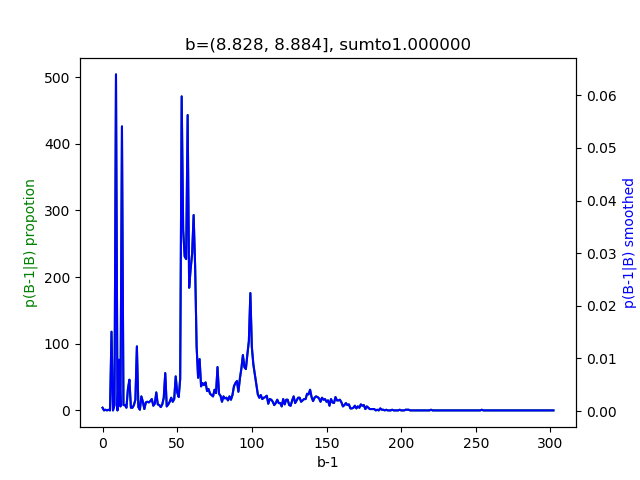 b=(8.828, 8.884], sumto1.000000
500
400
300
200
100
0
p(B-1|B) propotion
0.06
0.05
0.04
0.03
0.02
0.01
0.00
p(B-1|B) smoothed
0 50 100 150 200 250 300
b-1